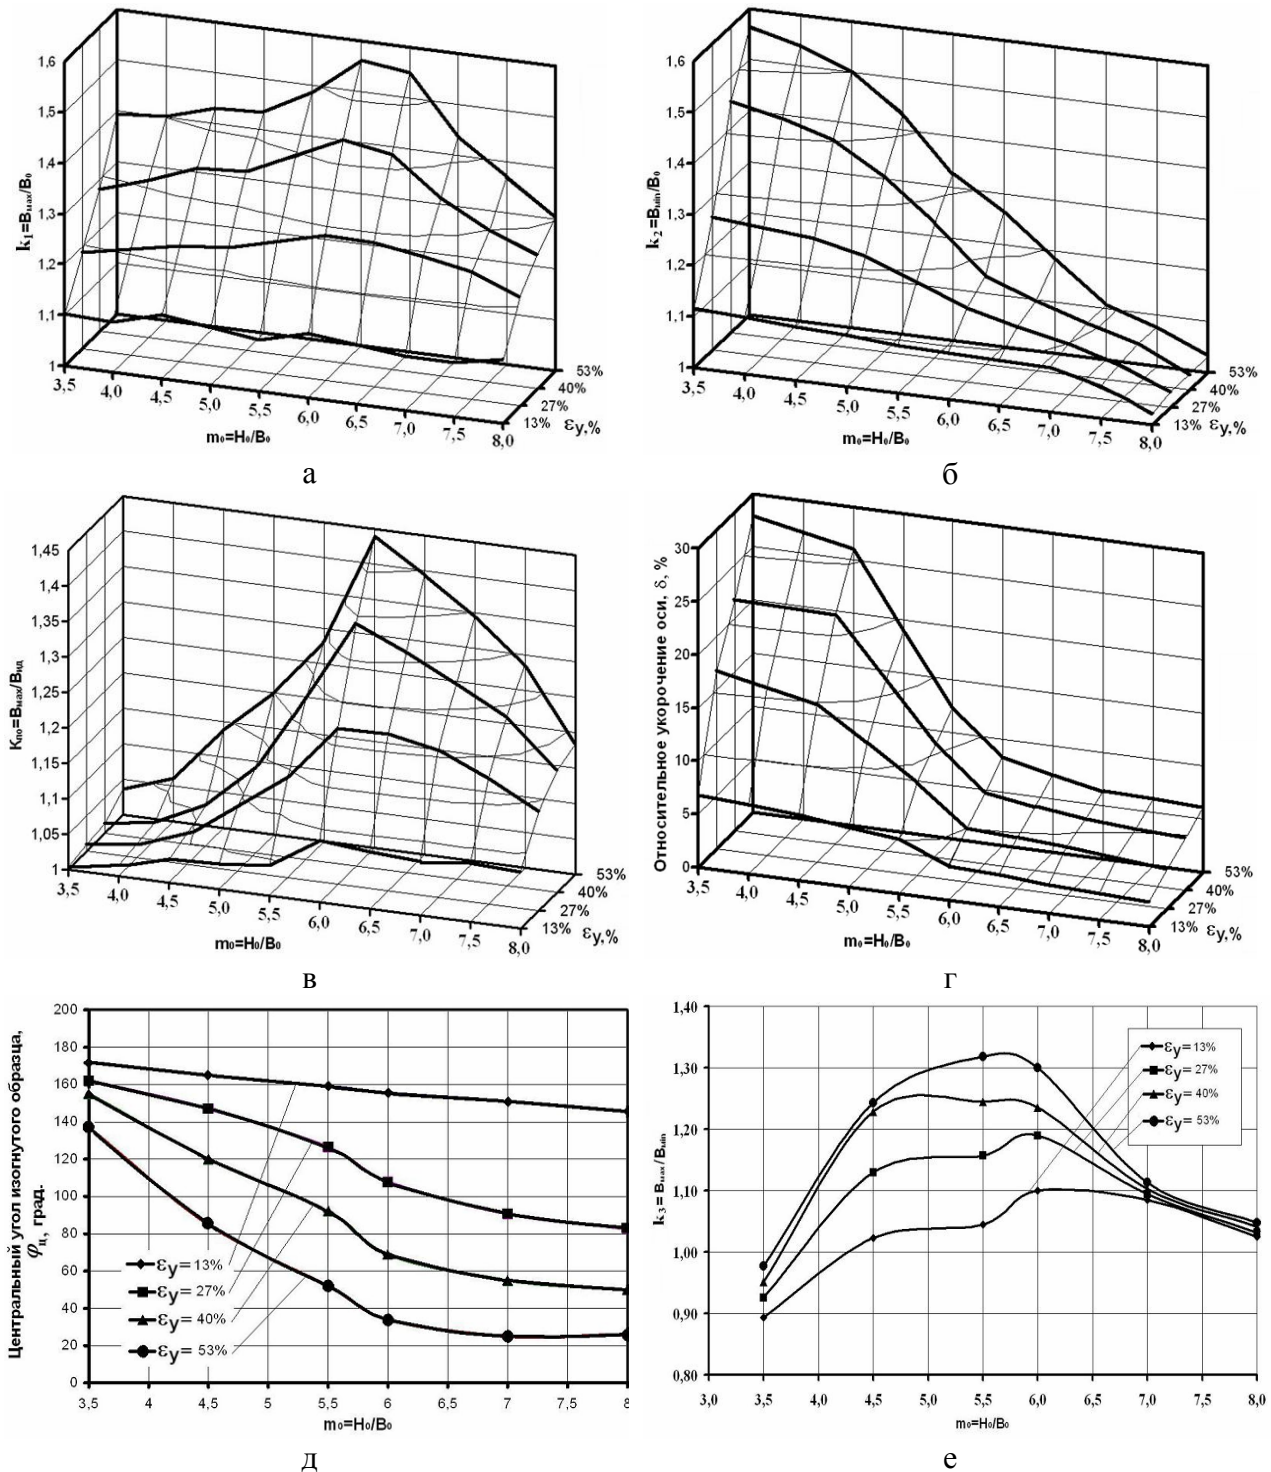 1,6
1,5
1,4
1,3
1,2
1,1
1
k₁=Bмах/B₀
3,5 4,0 4,5 5,0 5,5 6,0 6,5 7,0 7,5 8,0
m₀=H₀/B₀
53%
40%
27%
13% εy,%
а
1,6
1,5
1,4
1,3
1,2
1,1
1
k₂=Bмin/B₀
3,5 4,0 4,5 5,0 5,5 6,0 6,5 7,0 7,5 8,0
m₀=H₀/B₀
53%
40%
27%
13% εy,%
б
1,45
1,4
1,35
1,3
1,25
1,2
1,15
1,1
1,05
1
Kпо=Bмах/Bид
3,5 4,0 4,5 5,0 5,5 6,0 6,5 7,0 7,5 8,0
m₀=H₀/B₀
53%
40%
27%
13% εy,%
в
30
25
20
15
10
5
0
Относительное укорочение оси, δ, %
3,5 4,0 4,5 5,0 5,5 6,0 6,5 7,0 7,5 8,0
m₀=H₀/B₀
53%
40%
27%
13% εy,%
г
200
180
160
140
120
100
80
60
40
20
0
Центральный угол изогнутого образца,
φц, град.
εy= 13%
εy= 27%
εy= 40%
εy= 53%
3,5 4 4,5 5 5,5 6 6,5 7 7,5 8
m₀=H₀/B₀
д
1,40
1,30
1,20
1,10
1,00
0,90
0,80
k₃= Bмах/Bмin
εy= 13%
εy= 27%
εy= 40%
εy= 53%
3,0 3,5 4,0 4,5 5,0 5,5 6,0 6,5 7,0 7,5 8,0
m₀=H₀/B₀
е